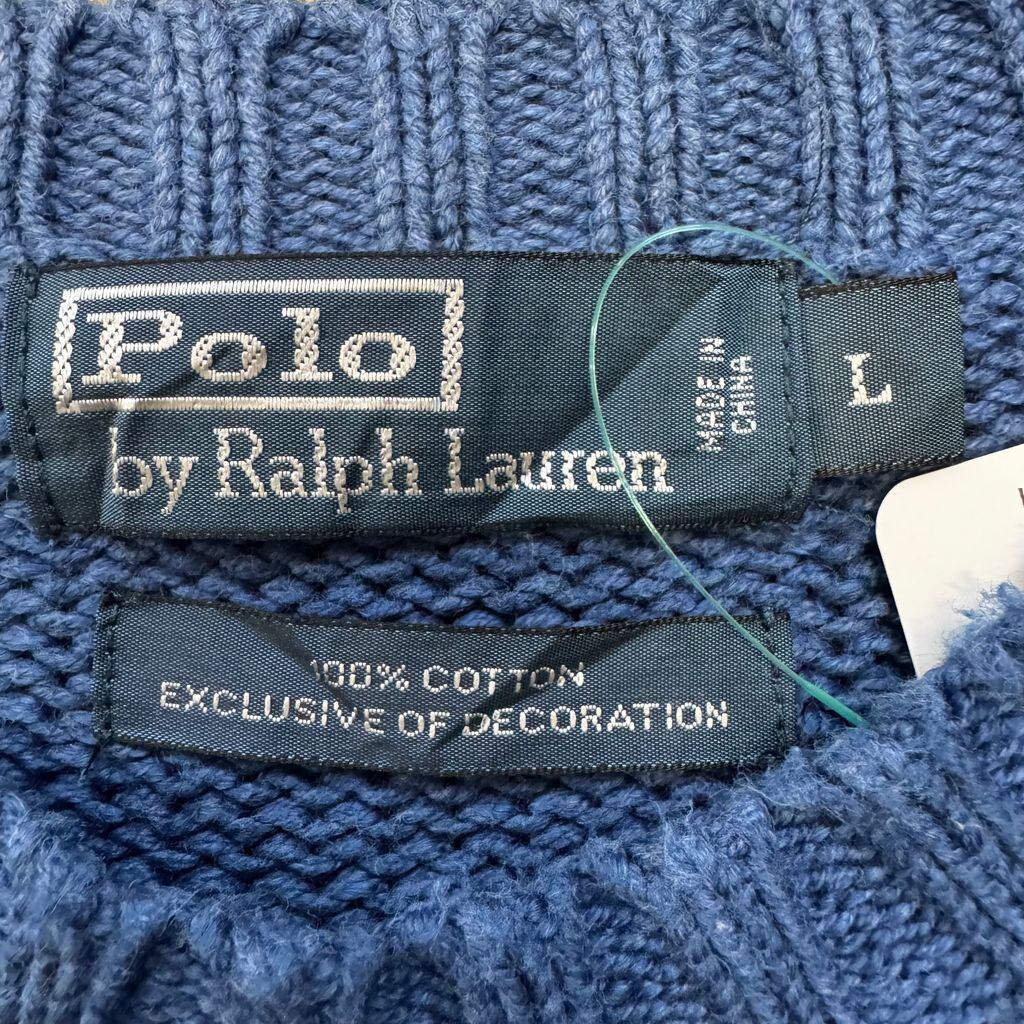 Polo
by Ralph Lauren
MADE IN
CHINA
L
100% COTTON
EXCLUSIVE OF DECORATION